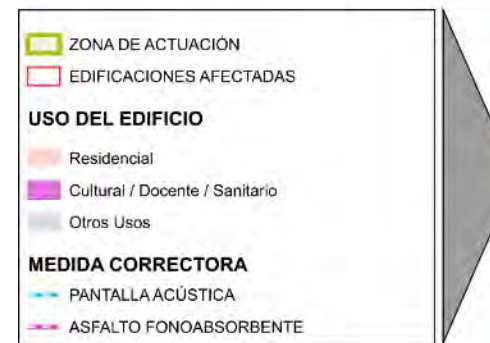 ZONA DE ACTUACIÓN
EDIFICACIONES AFECTADAS
USO DEL EDIFICIO
Residencial
Cultural / Docente / Sanitario
Otros Usos
MEDIDA CORRECTORA
PANTALLA ACÚSTICA
ASFALTO FONOABSORBENTE